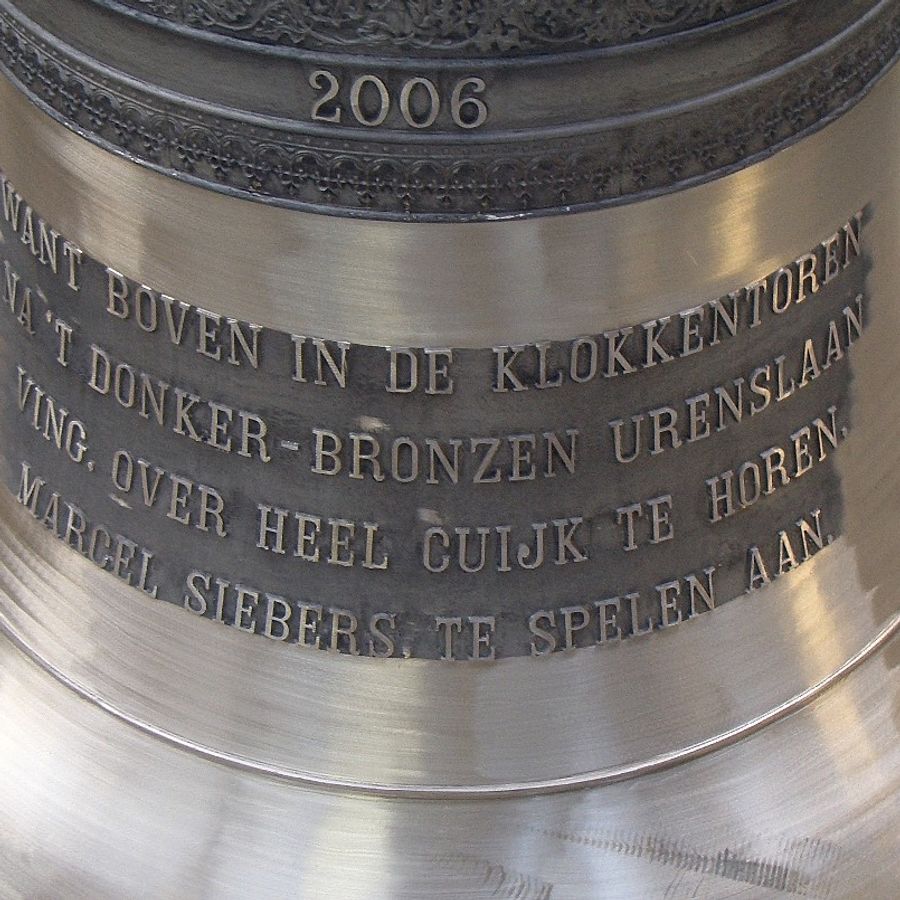 2006
WANT BOVEN IN DE KLOKKENTOREN
NA 'T DONKER-BRONZEN URENSLAAN
VING. OVER HEEL CUIJK TE HOREN,
MARCEL SIEBERS. TE SPELEN AAN.